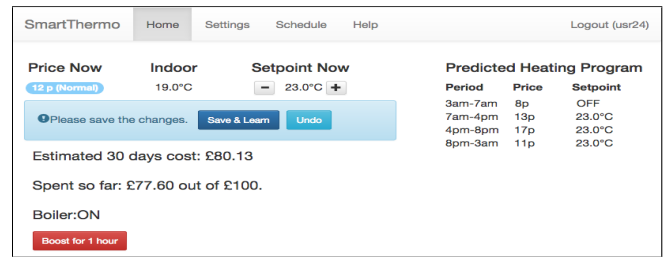 SmartThermo Home Settings Schedule Help Logout (usr24)
Price Now Indoor Setpoint Now
12 p (Normal) 19.0°C − 23.0°C +
Please save the changes. Save & Learn Undo
Estimated 30 days cost: £80.13
Spent so far: £77.60 out of £100.
Boiler:ON
Boost for 1 hour
Predicted Heating Program
Period Price Setpoint
3am-7am 8p OFF
7am-4pm 13p 23.0°C
4pm-8pm 17p 23.0°C
8pm-3am 11p 23.0°C